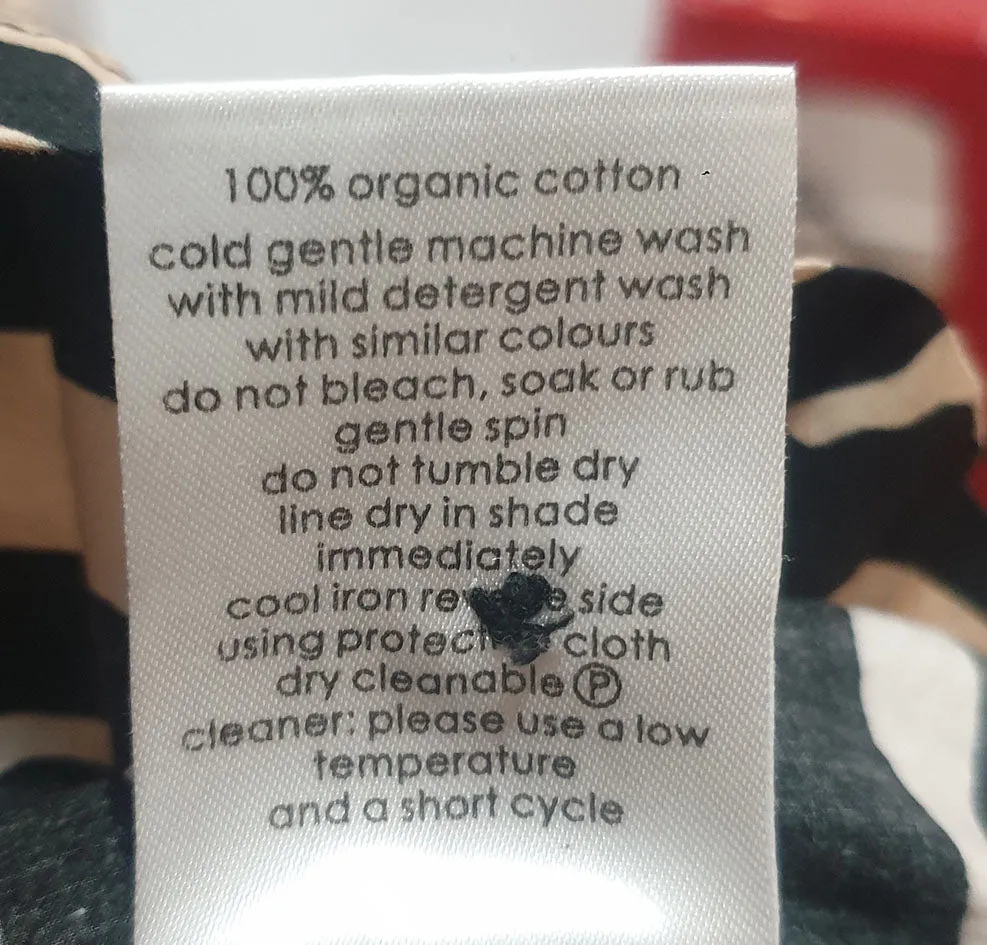 100% organic cotton
cold gentle machine wash
with mild detergent wash
with similar colours
do not bleach, soak or rub
gentle spin
do not tumble dry
line dry in shade
immediately
cool iron side
using cloth
dry cleanable Ⓟ
cleaner: please use a low
temperature
and a short cycle